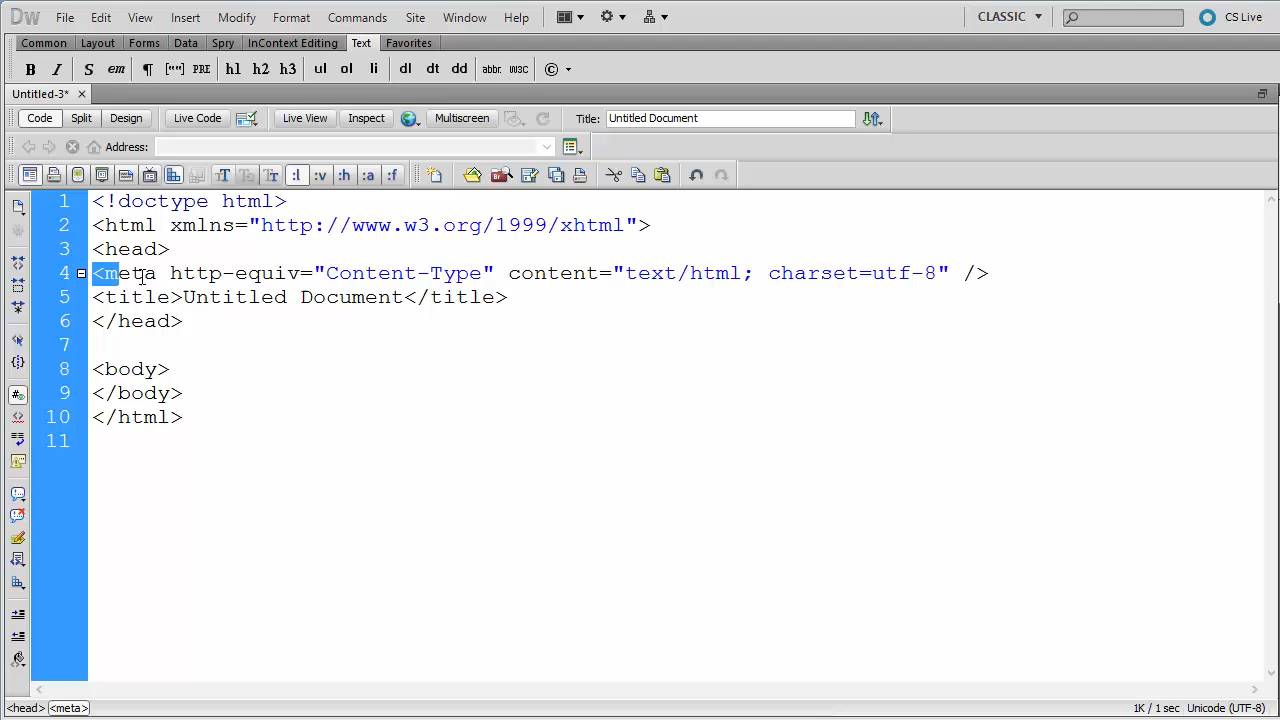 Dw File Edit View Insert Modify Format Commands Site Window Help CLASSIC CS Live
Common Layout Forms Data Spry InContext Editing Text Favorites
B I S em ¶ [""] PRE h1 h2 h3 ul ol li dl dt dd abbr. W3C ©
Untitled-3* ×
Code Split Design Live Code Live View Inspect Multiscreen Title: Untitled Document
Address:
:l :v :h :a :f
1 <!doctype html>
2 <html xmlns="http://www.w3.org/1999/xhtml">
3 <head>
4 <meta http-equiv="Content-Type" content="text/html; charset=utf-8" />
5 <title>Untitled Document</title>
6 </head>
7
8 <body>
9 </body>
10 </html>
11
<head> <meta> 1K / 1 sec Unicode (UTF-8)